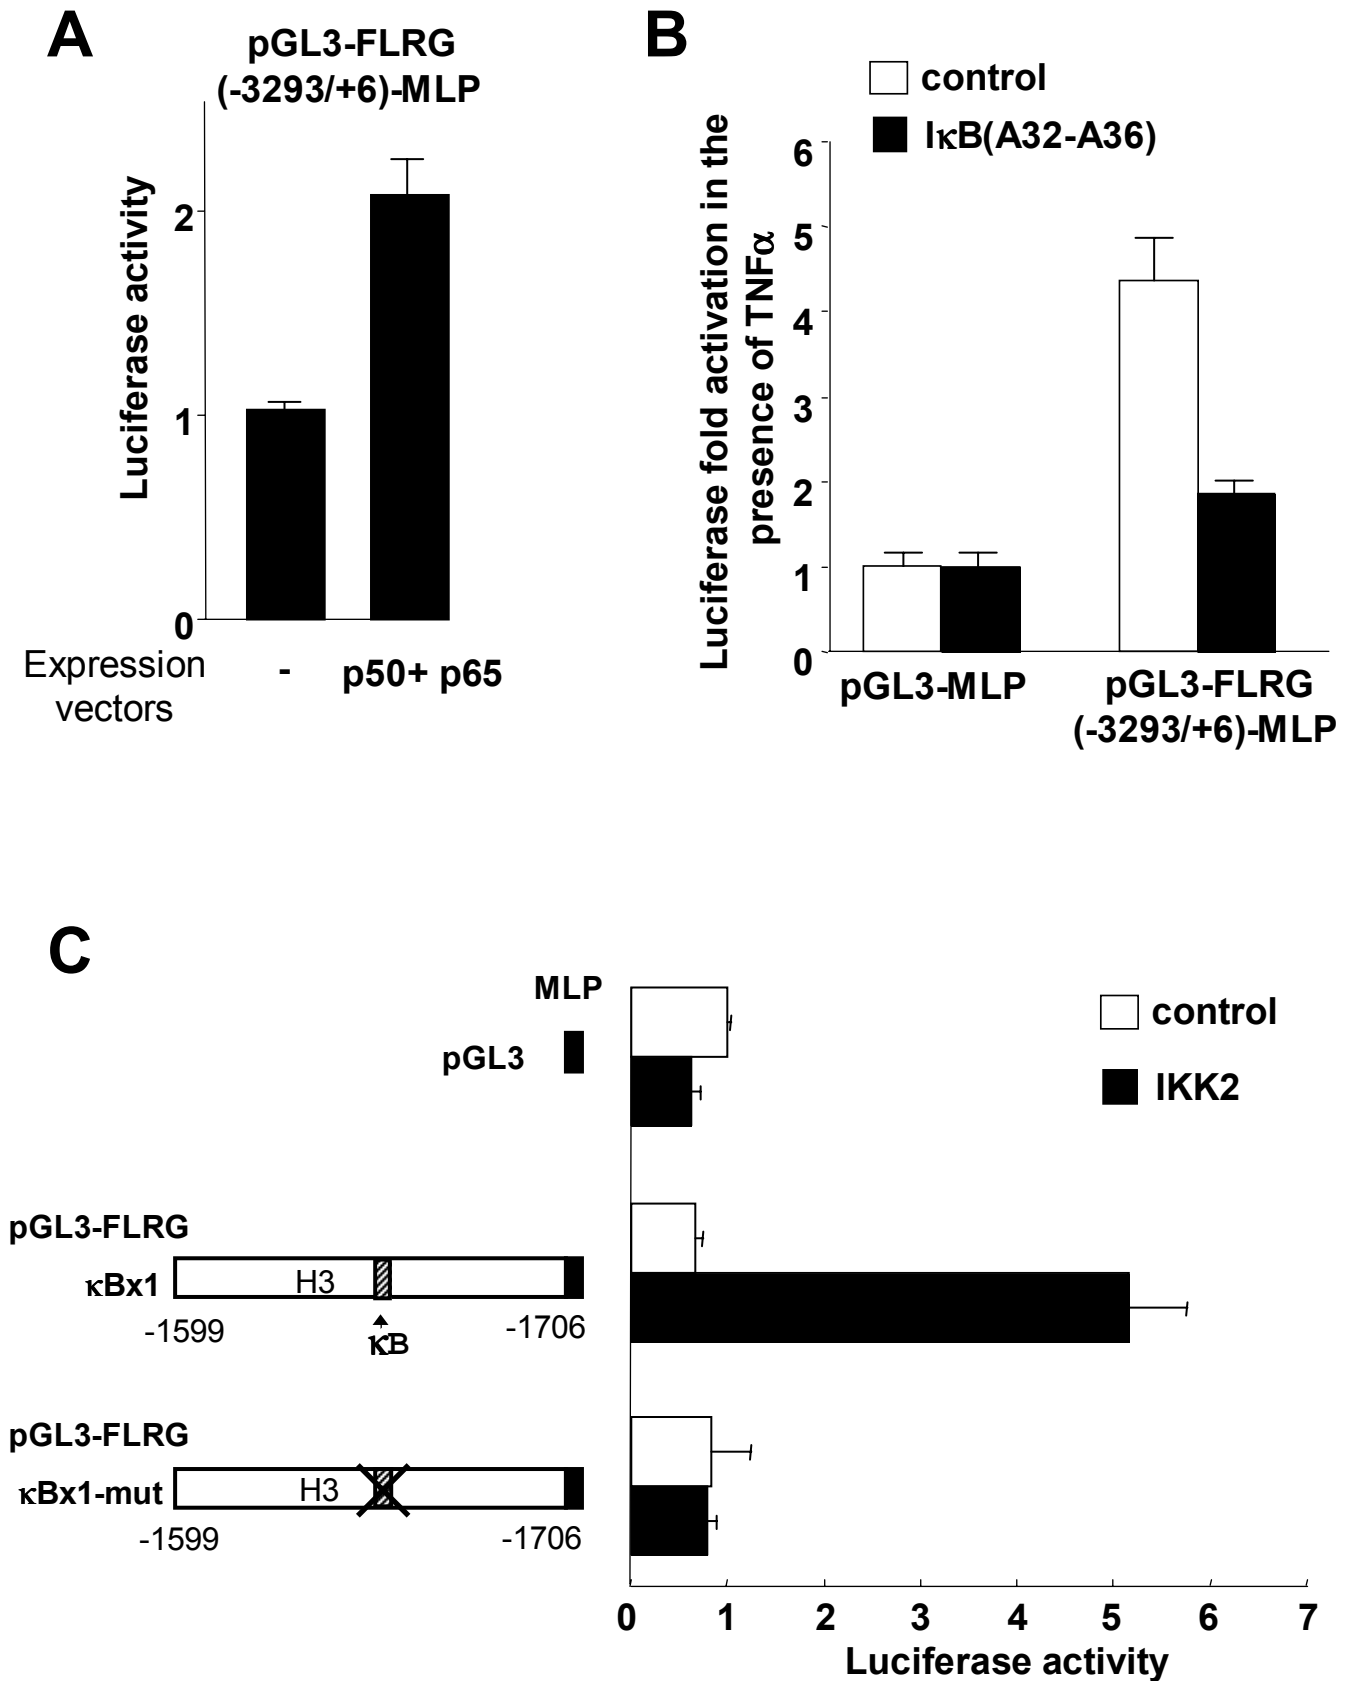 A
pGL3-FLRG
(-3293/+6)-MLP
Luciferase activity
2
1
0
Expression
vectors
-
p50+ p65
B
control
IκB(A32-A36)
Luciferase fold activation in the
presence of TNFα
6
5
4
3
2
1
0
pGL3-MLP
pGL3-FLRG
(-3293/+6)-MLP
C
MLP
pGL3
control
IKK2
pGL3-FLRG
κBx1
H3
-1599
κB
-1706
pGL3-FLRG
κBx1-mut
H3
-1599
-1706
0 1 2 3 4 5 6 7
Luciferase activity